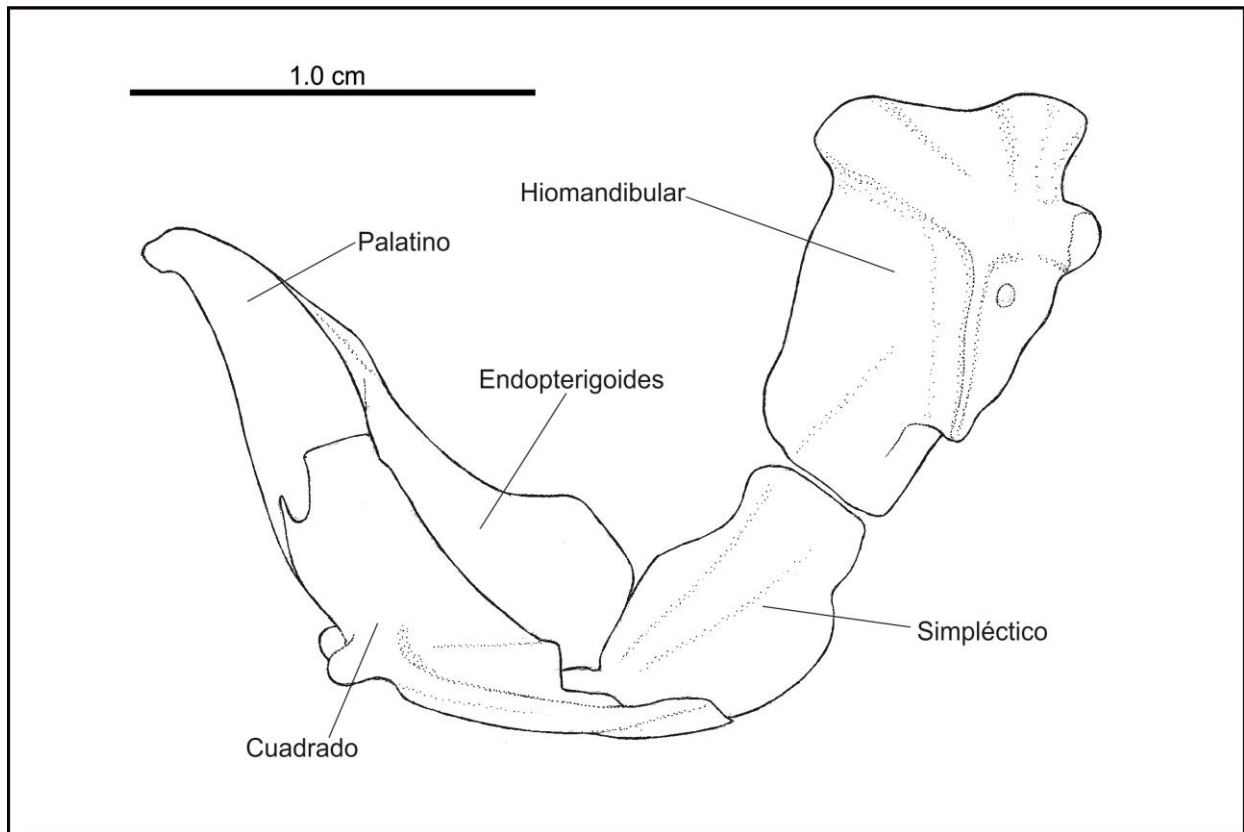 1.0 cm
Hiomandibular
Palatino
Endopterigoides
Simpléctico
Cuadrado